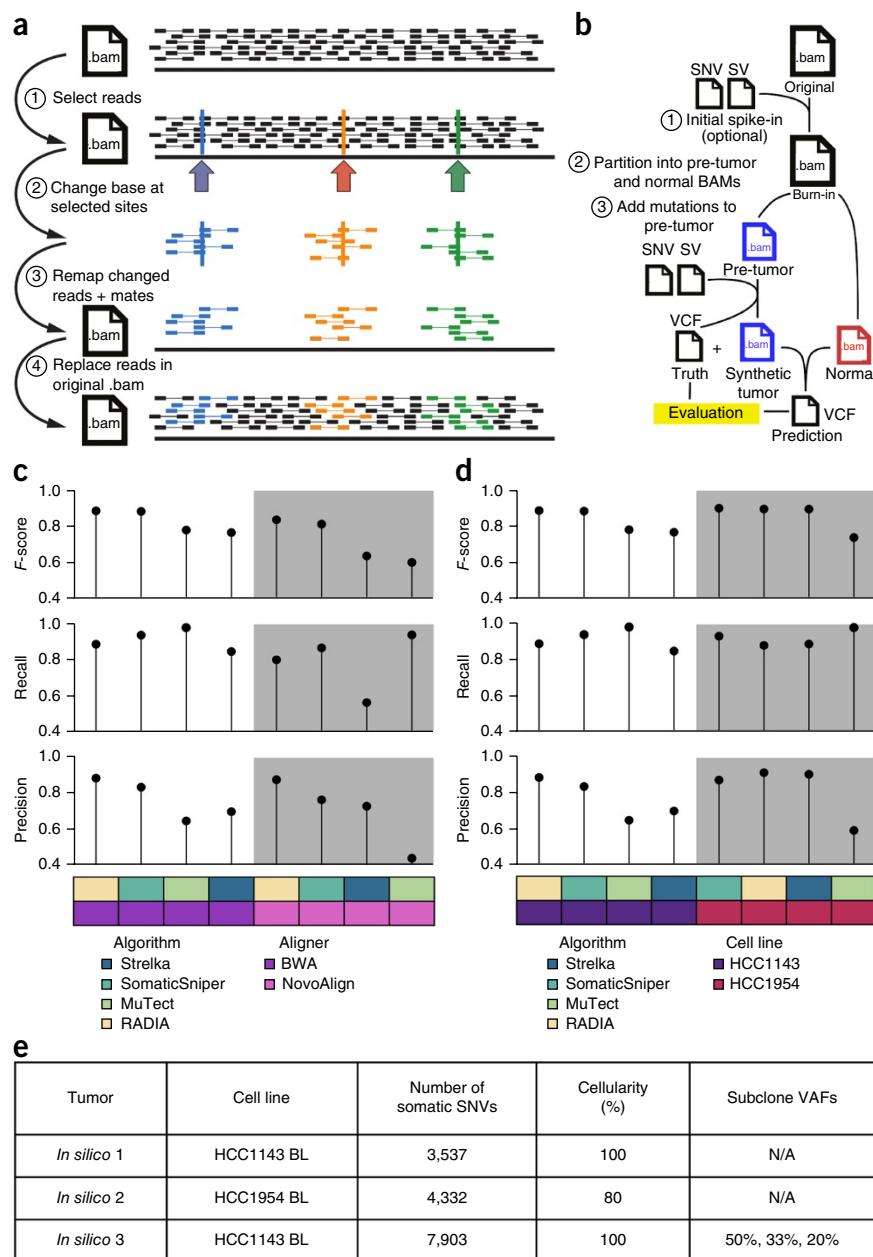 a
.bam
1 Select reads
.bam
2 Change base at
selected sites
3 Remap changed
reads + mates
.bam
4 Replace reads in
original .bam
.bam
b
.bam
Original
SNV SV
1 Initial spike-in
(optional)
.bam
Burn-in
2 Partition into pre-tumor
and normal BAMs
3 Add mutations to
pre-tumor
SNV SV
.bam
Pre-tumor
VCF
+
.bam
.bam
Truth
Synthetic
tumor
Norma
Evaluation
VCF
Prediction
c
F-score
1.0
0.8
0.6
0.4
Recall
1.0
0.8
0.6
0.4
Precision
1.0
0.8
0.6
0.4
Algorithm
Strelka
SomaticSniper
MuTect
RADIA
Aligner
BWA
NovoAlign
d
F-score
1.0
0.8
0.6
0.4
Recall
1.0
0.8
0.6
0.4
Precision
1.0
0.8
0.6
0.4
Algorithm
Strelka
SomaticSniper
MuTect
RADIA
Cell line
HCC1143
HCC1954
e
Tumor Cell line Number of somatic SNVs Cellularity (%) Subclone VAFs
In silico 1 HCC1143 BL 3,537 100 N/A
In silico 2 HCC1954 BL 4,332 80 N/A
In silico 3 HCC1143 BL 7,903 100 50%, 33%, 20%